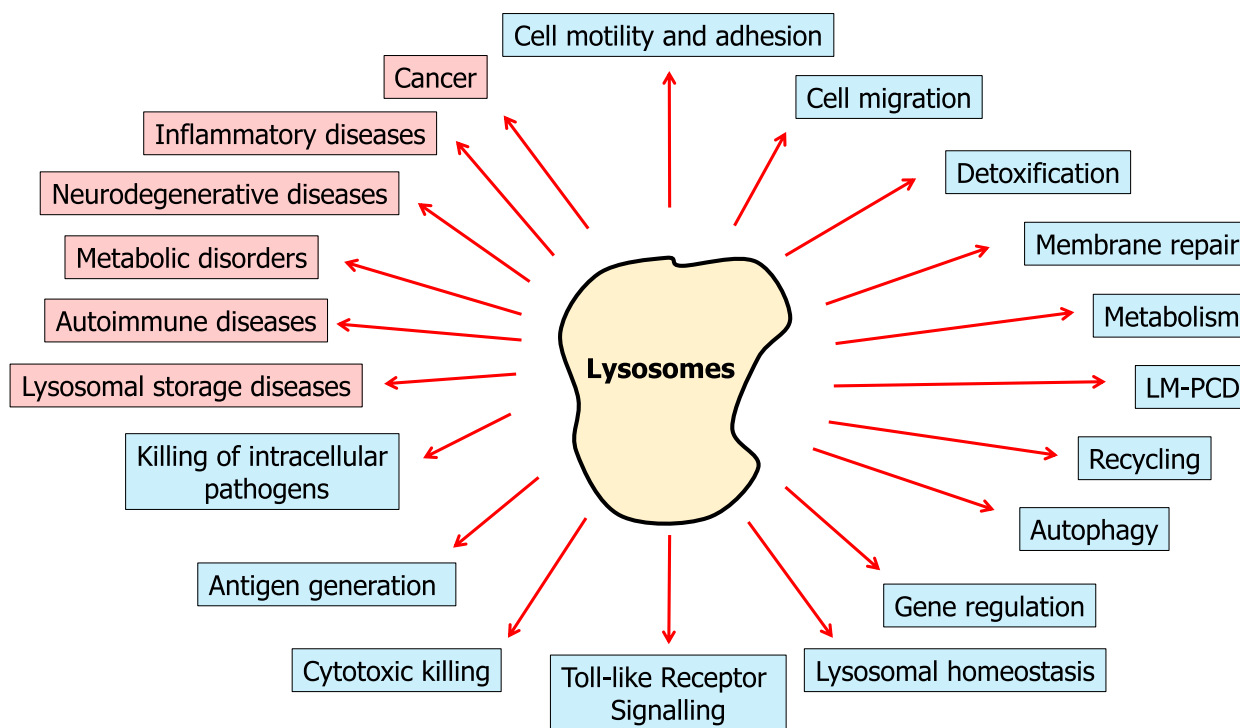 Cell motility and adhesion
Cancer
Cell migration
Inflammatory diseases
Detoxification
Neurodegenerative diseases
Membrane repair
Metabolic disorders
Metabolism
Autoimmune diseases
Lysosomes
Lysosomal storage diseases
LM-PCD
Killing of intracellular
pathogens
Recycling
Autophagy
Antigen generation
Gene regulation
Cytotoxic killing
Toll-like Receptor
Signalling
Lysosomal homeostasis